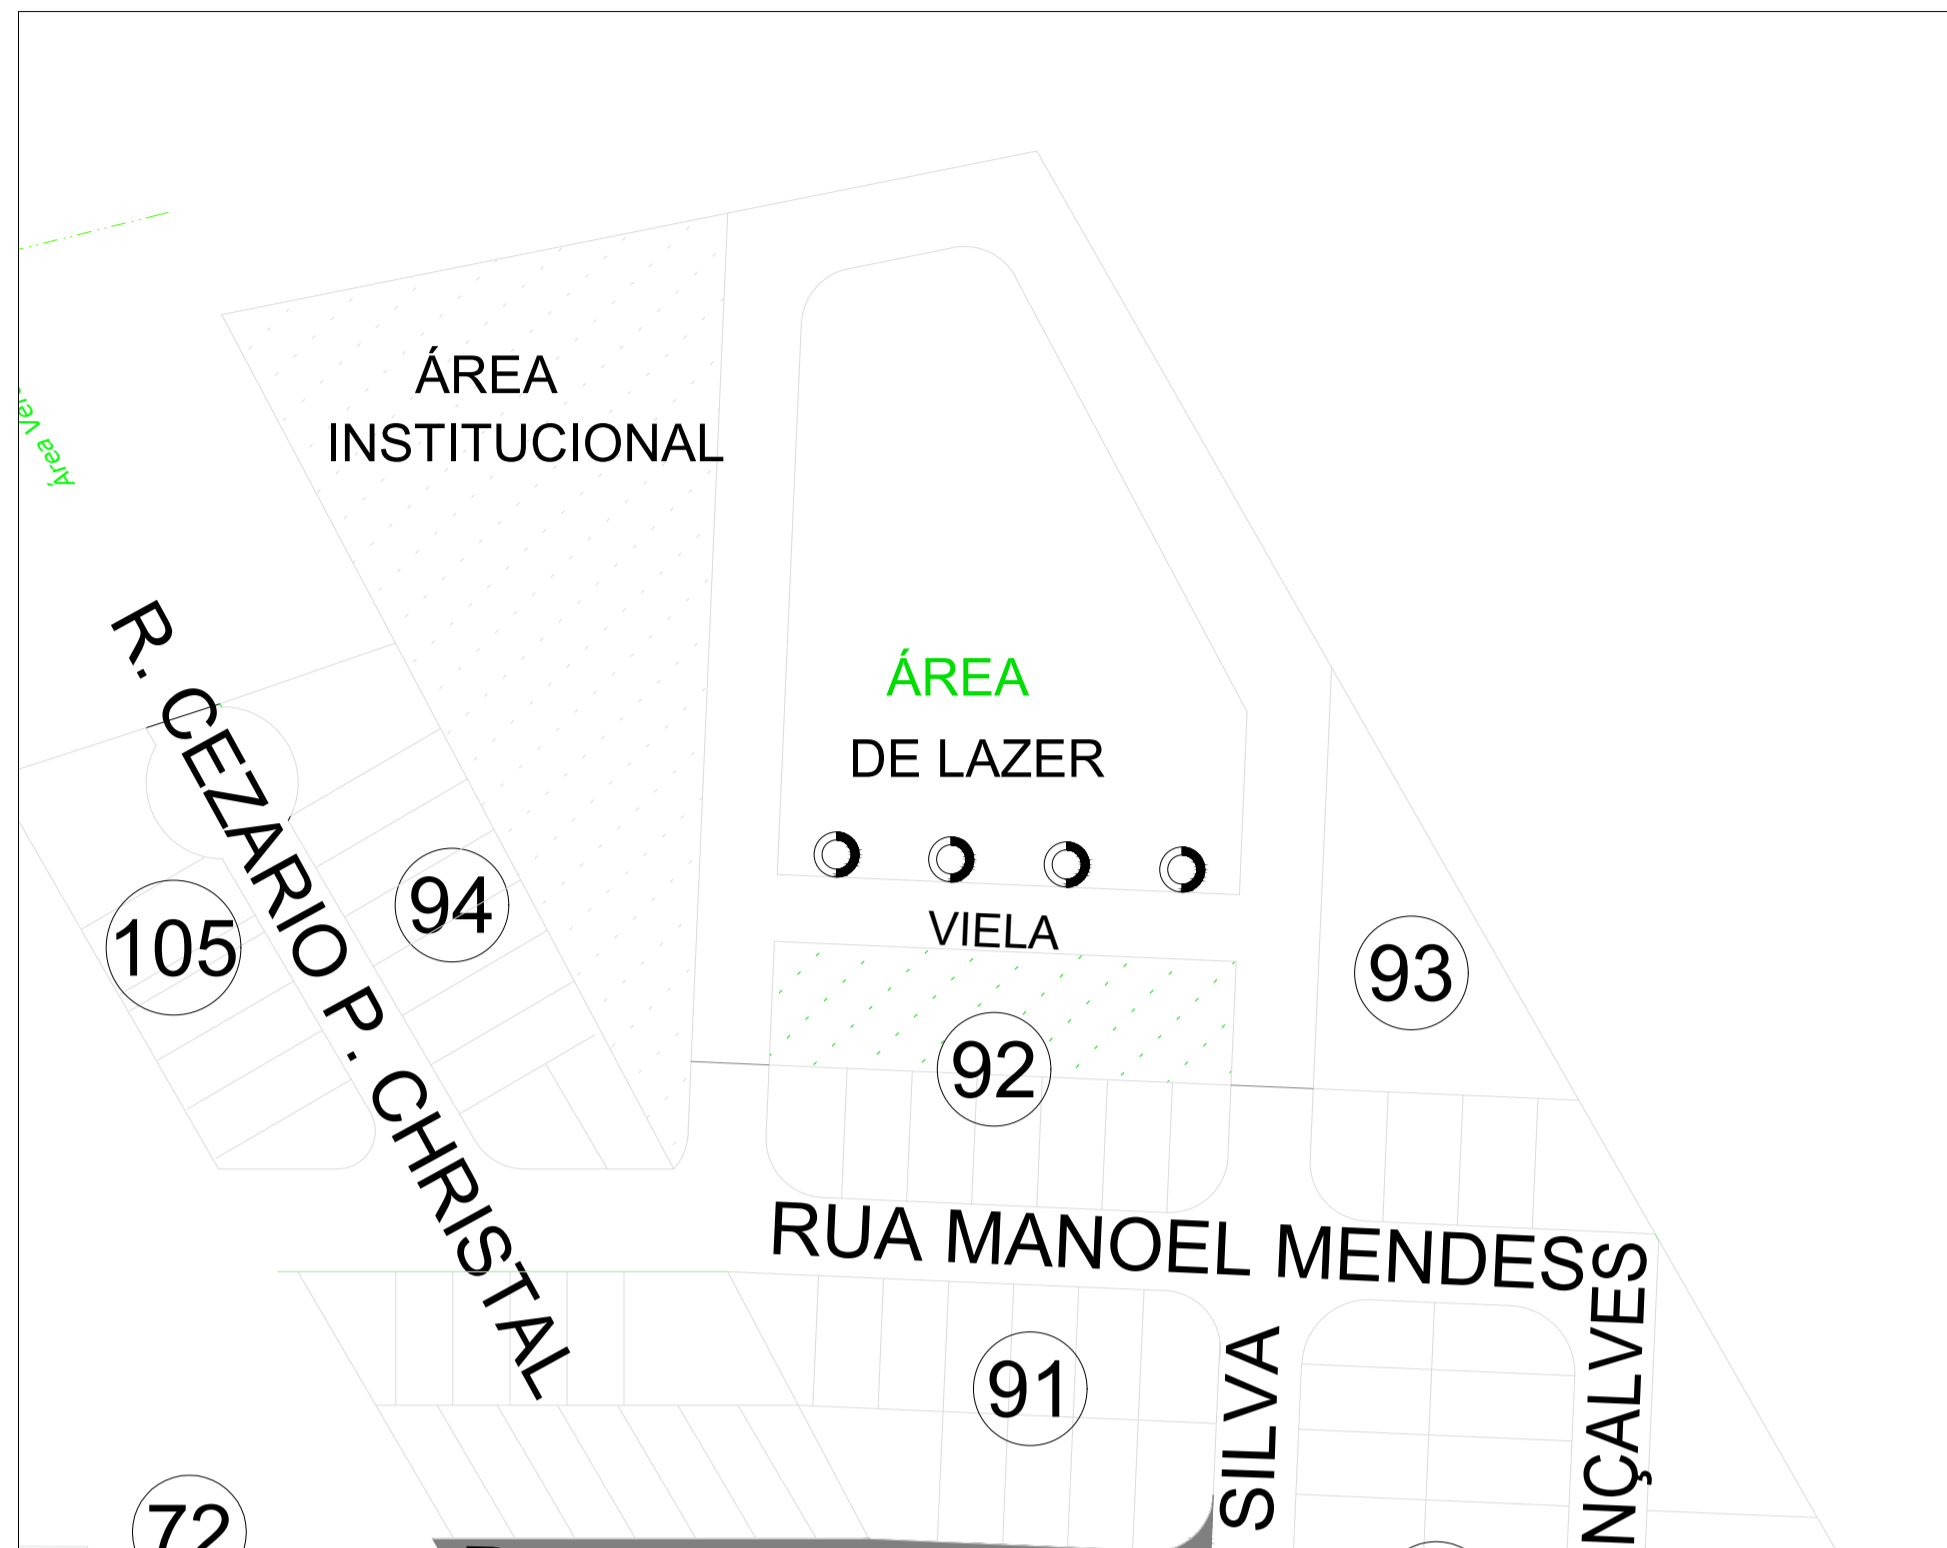 ÁREA
INSTITUCIONAL
Área
R. CEZARIO P. CHRISTAL
ÁREA
DE LAZER
VIELA
94
105
93
92
RUA MANOEL MENDES
91
SILVA
NÇALVES
72